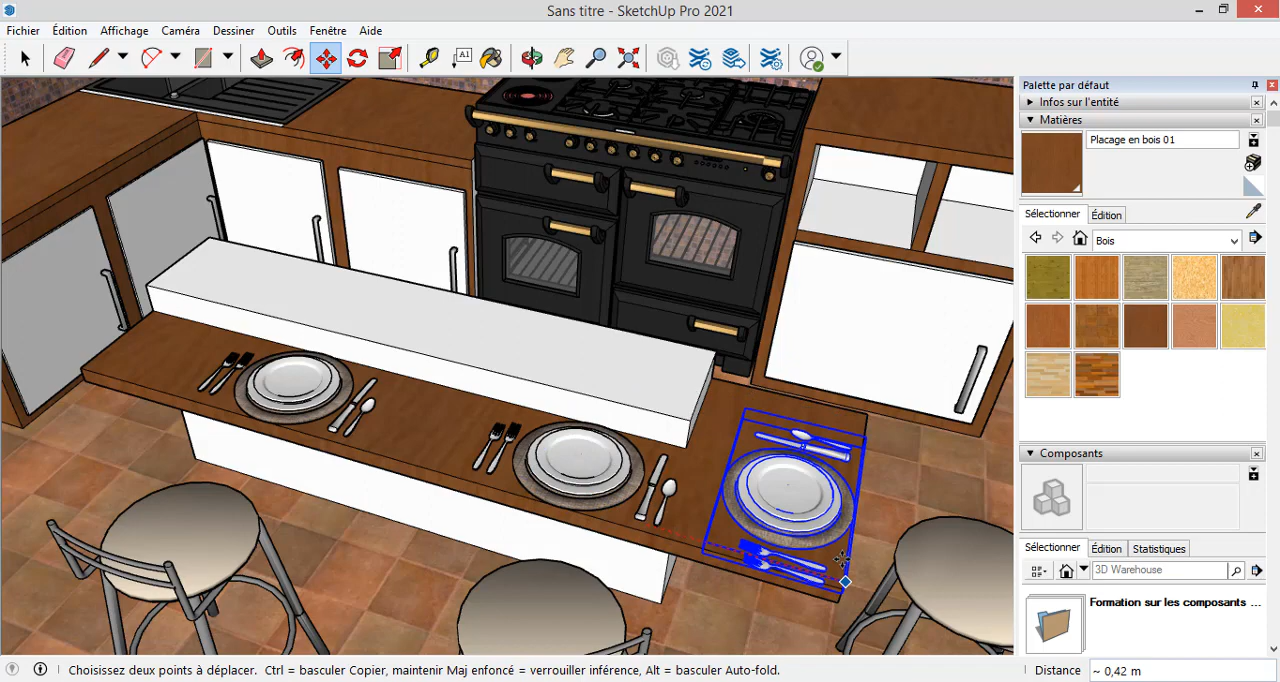 Sans titre - SketchUp Pro 2021
Fichier Édition Affichage Caméra Dessiner Outils Fenêtre Aide
A1
Palette par défaut
Infos sur l'entité
Matières
Placage en bois 01
Sélectionner Édition
Bois
Composants
Sélectionner Édition Statistiques
3D Warehouse
Formation sur les composants ...
Choisissez deux points à déplacer. Ctrl = basculer Copier, maintenir Maj enfoncé = verrouiller inférence, Alt = basculer Auto-fold.
Distance ~ 0,42 m